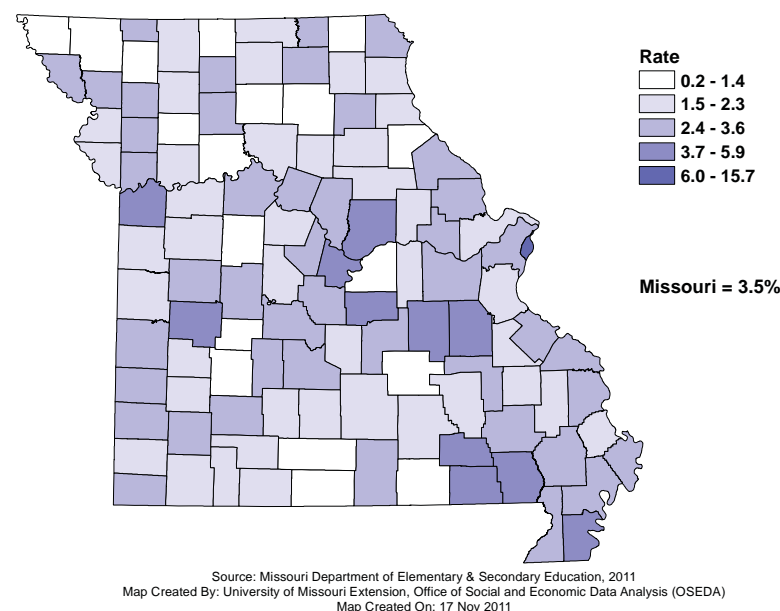 Rate
0.2 - 1.4
1.5 - 2.3
2.4 - 3.6
3.7 - 5.9
6.0 - 15.7
Missouri = 3.5%
Source: Missouri Department of Elementary & Secondary Education, 2011
Map Created By: University of Missouri Extension, Office of Social and Economic Data Analysis (OSEDA)
Map Created On: 17 Nov 2011